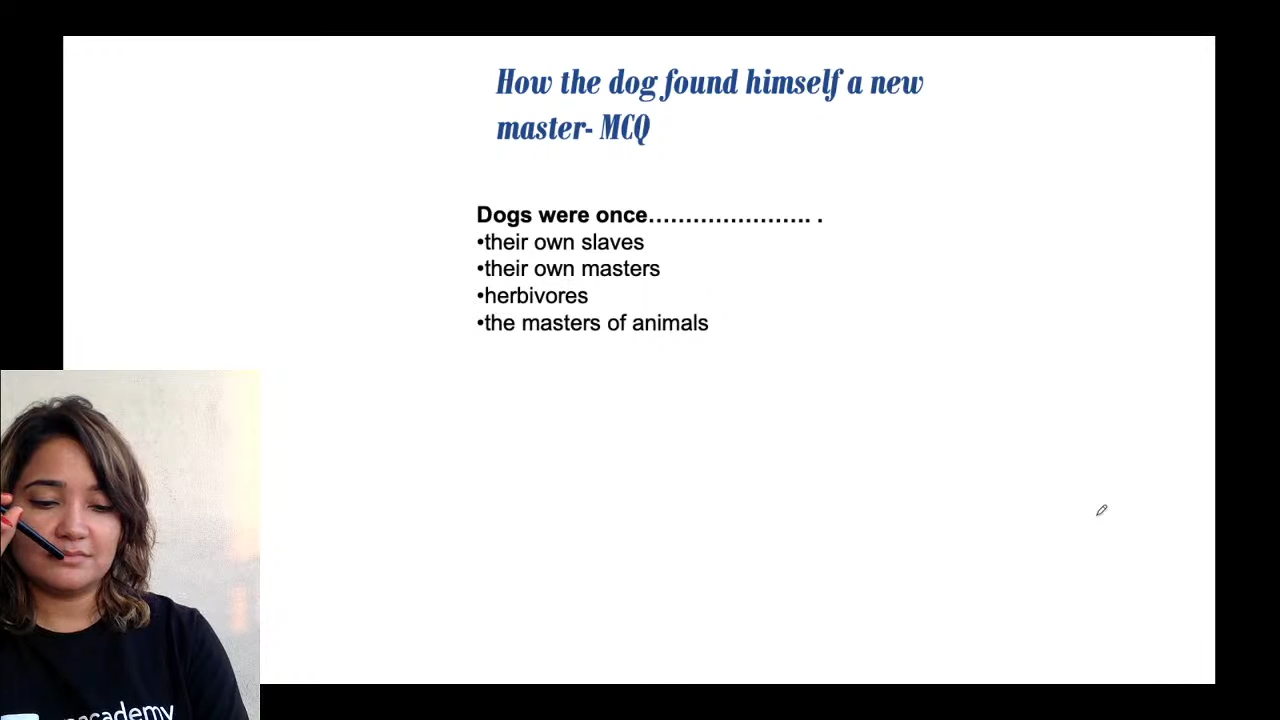 How the dog found himself a new
master- MCQ
Dogs were once…………………. .
•their own slaves
•their own masters
•herbivores
•the masters of animals